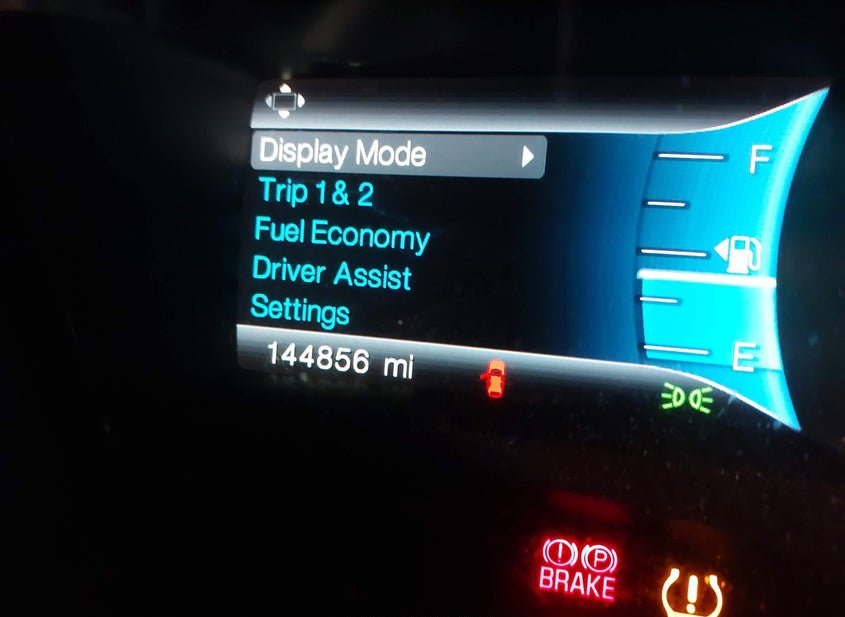 Display Mode
F
Trip 1 & 2
Fuel Economy
Driver Assist
Settings
E
144856 mi
(!) (P)
BRAKE
(!)